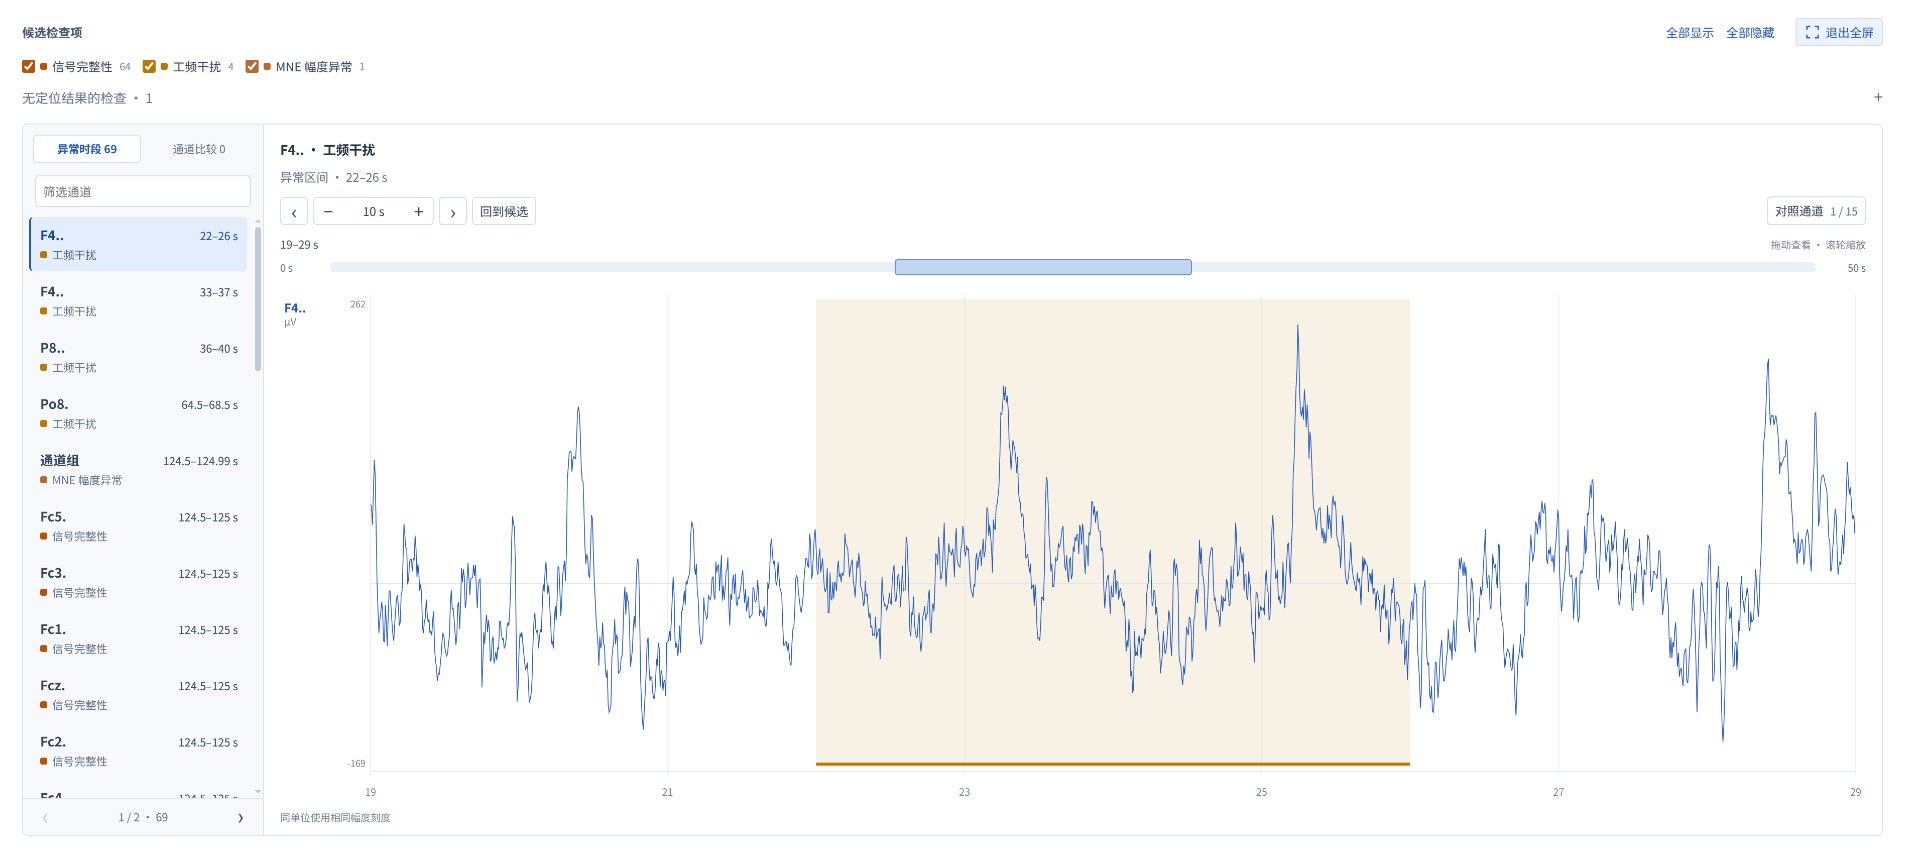 候选检查项
全部显示 全部隐藏 退出全屏
信号完整性 64 工频干扰 4 MNE 幅度异常 1
无定位结果的检查 • 1 +
异常时段 69 通道比较 0
筛选通道
F4.. 22–26 s
工频干扰
F4.. 33–37 s
工频干扰
P8.. 36–40 s
工频干扰
Po8. 64.5–68.5 s
工频干扰
通道组 124.5–124.99 s
MNE 幅度异常
Fc5. 124.5–125 s
信号完整性
Fc3. 124.5–125 s
信号完整性
Fc1. 124.5–125 s
信号完整性
Fcz. 124.5–125 s
信号完整性
Fc2. 124.5–125 s
信号完整性
Fc4. 124.5–125 s
‹ 1 / 2 • 69 ›
F4.. • 工频干扰
异常区间 • 22–26 s
‹ − 10 s + › 回到候选 对照通道 1 / 15
19–29 s 拖动查看 • 滚轮缩放
0 s 50 s
F4.. 262
μV
-169
19 21 23 25 27 29
同单位使用相同幅度刻度